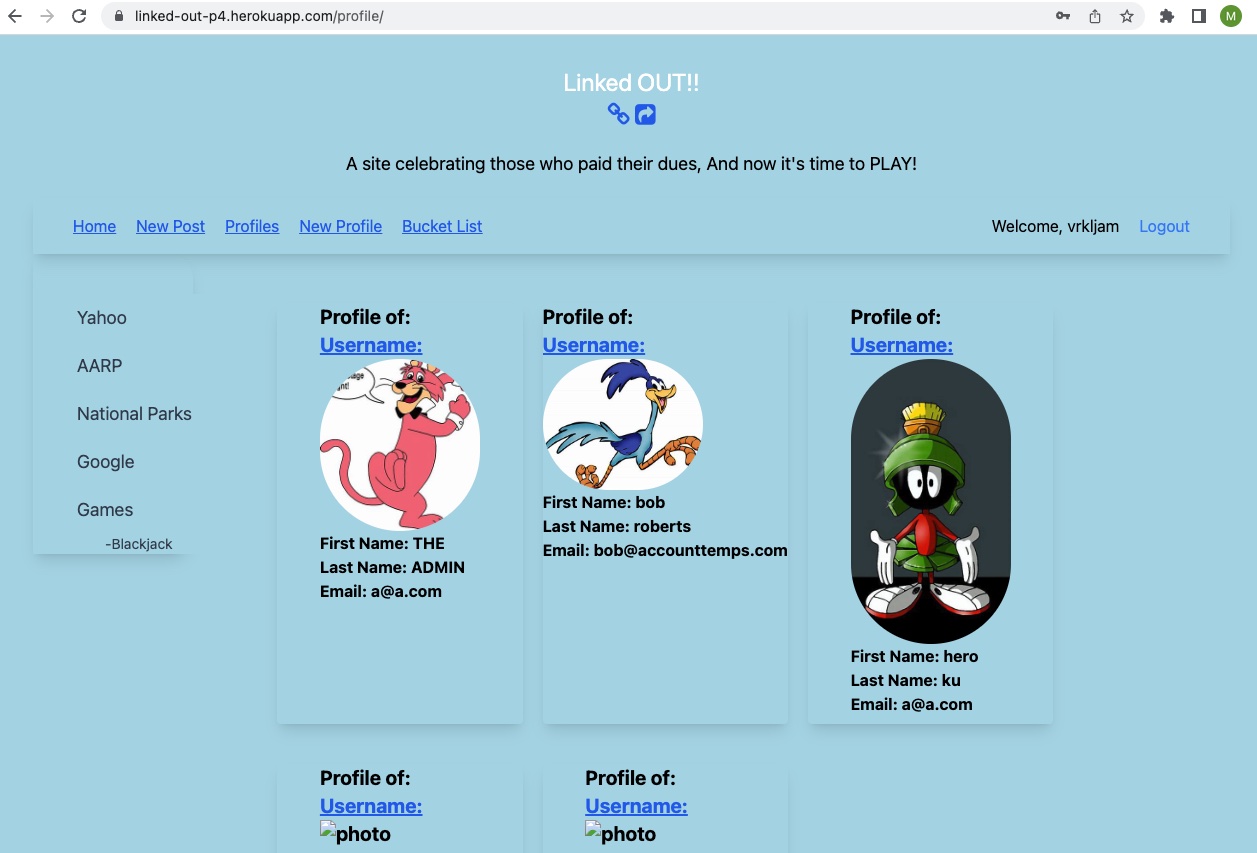 linked-out-p4.herokuapp.com/profile/
M
Linked OUT!!
A site celebrating those who paid their dues, And now it's time to PLAY!
Home New Post Profiles New Profile Bucket List Welcome, vrkljam Logout
Yahoo
AARP
National Parks
Google
Games
-Blackjack
Profile of:
Username:
First Name: THE
Last Name: ADMIN
Email: a@a.com
Profile of:
Username:
First Name: bob
Last Name: roberts
Email: bob@accounttemps.com
Profile of:
Username:
First Name: hero
Last Name: ku
Email: a@a.com
Profile of:
Username:
photo
Profile of:
Username:
photo